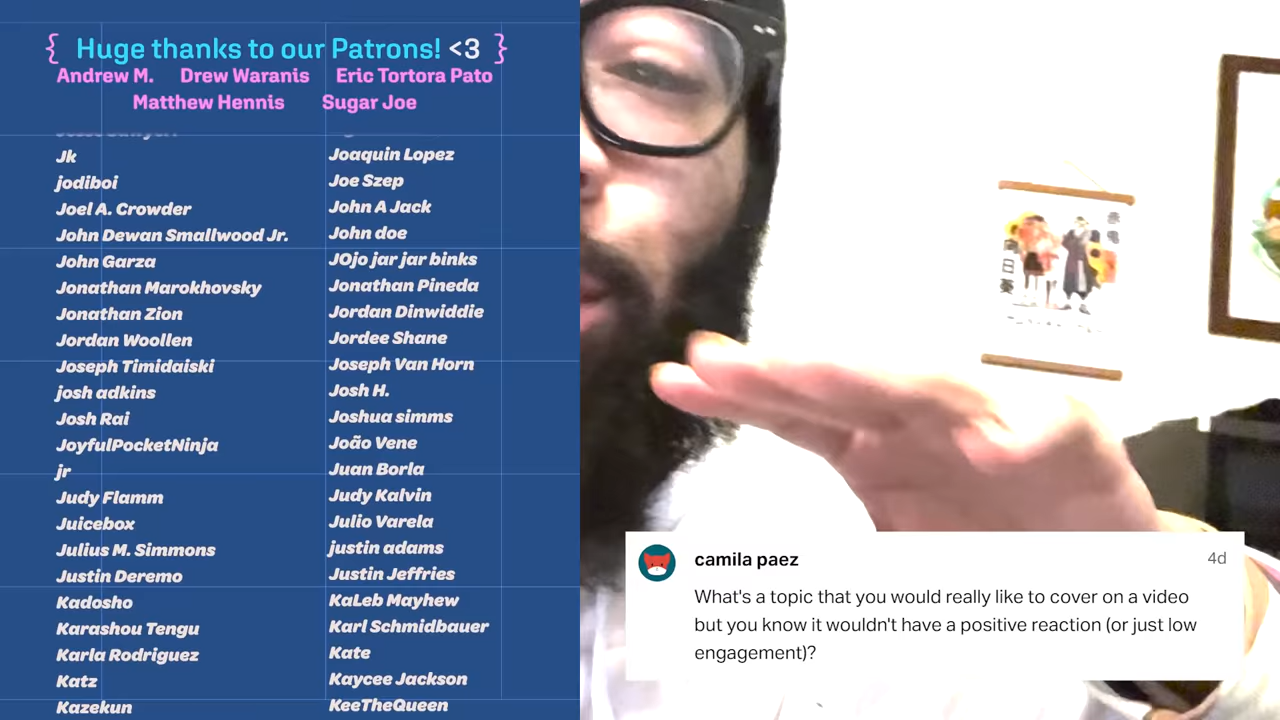 { Huge thanks to our Patrons! <3 }
Andrew M. Drew Waranis Eric Tortora Pato
Matthew Hennis Sugar Joe
Jk
jodiboi
Joel A. Crowder
John Dewan Smallwood Jr.
John Garza
Jonathan Marokhovsky
Jonathan Zion
Jordan Woollen
Joseph Timidaiski
josh adkins
Josh Rai
JoyfulPocketNinja
jr
Judy Flamm
Juicebox
Julius M. Simmons
Justin Deremo
Kadosho
Karashou Tengu
Karla Rodriguez
Katz
Kazekun
Joaquin Lopez
Joe Szep
John A Jack
John doe
JOjo jar jar binks
Jonathan Pineda
Jordan Dinwiddie
Jordee Shane
Joseph Van Horn
Josh H.
Joshua simms
João Vene
Juan Borla
Judy Kalvin
Julio Varela
justin adams
Justin Jeffries
KaLeb Mayhew
Karl Schmidbauer
Kate
Kaycee Jackson
KeeTheQueen
camila paez
4d
What's a topic that you would really like to cover on a video
but you know it wouldn't have a positive reaction (or just low
engagement)?